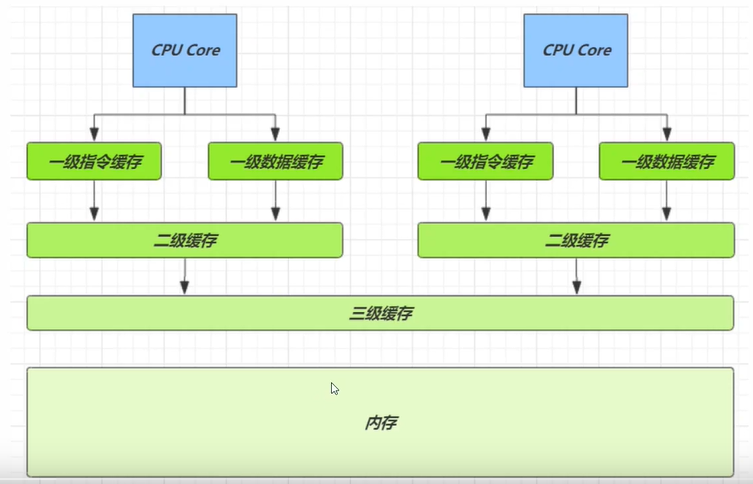 CPU Core
CPU Core
一级指令缓存
一级数据缓存
一级指令缓存
一级数据缓存
二级缓存
二级缓存
三级缓存
内存